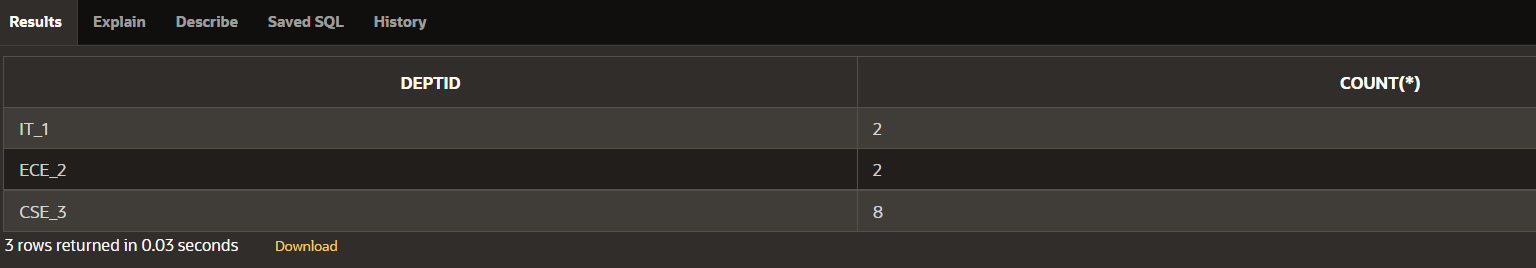 Results Explain Describe Saved SQL History
DEPTID COUNT(*)
IT_1 2
ECE_2 2
CSE_3 8
3 rows returned in 0.03 seconds Download